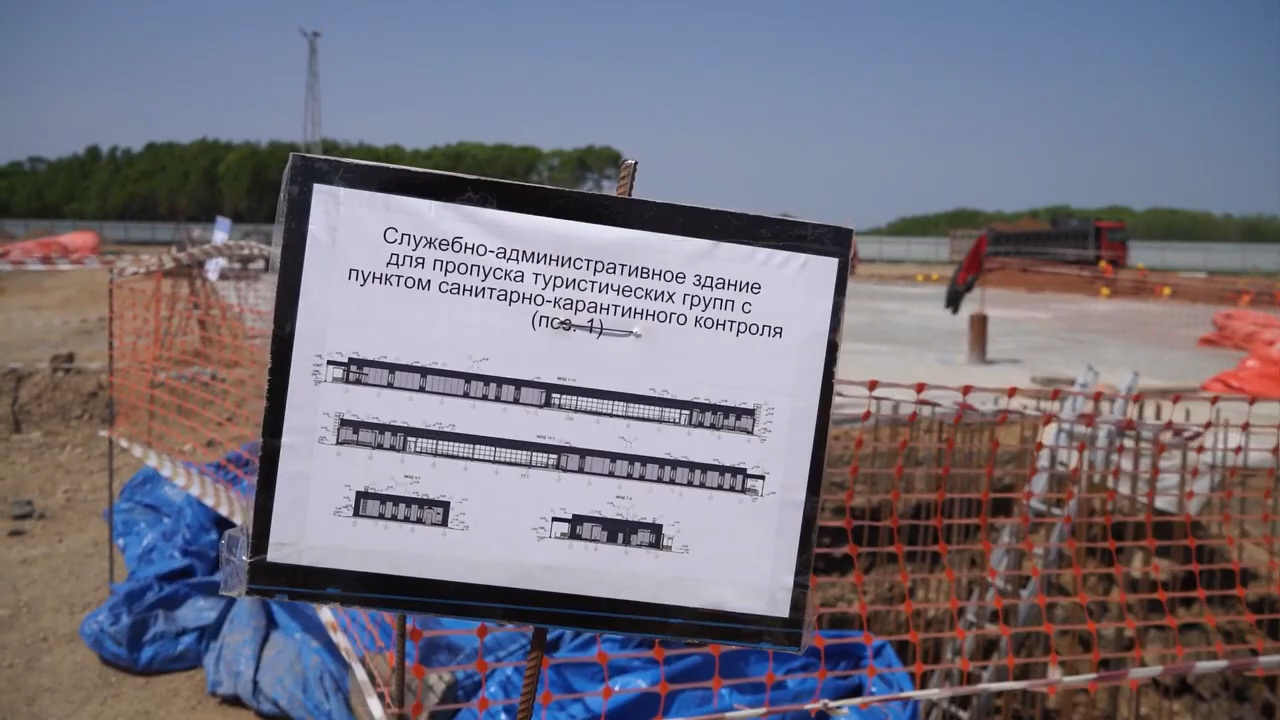 Служебно-административное здание
для пропуска туристических групп с
пунктом санитарно-карантинного контроля
(поз. 1)